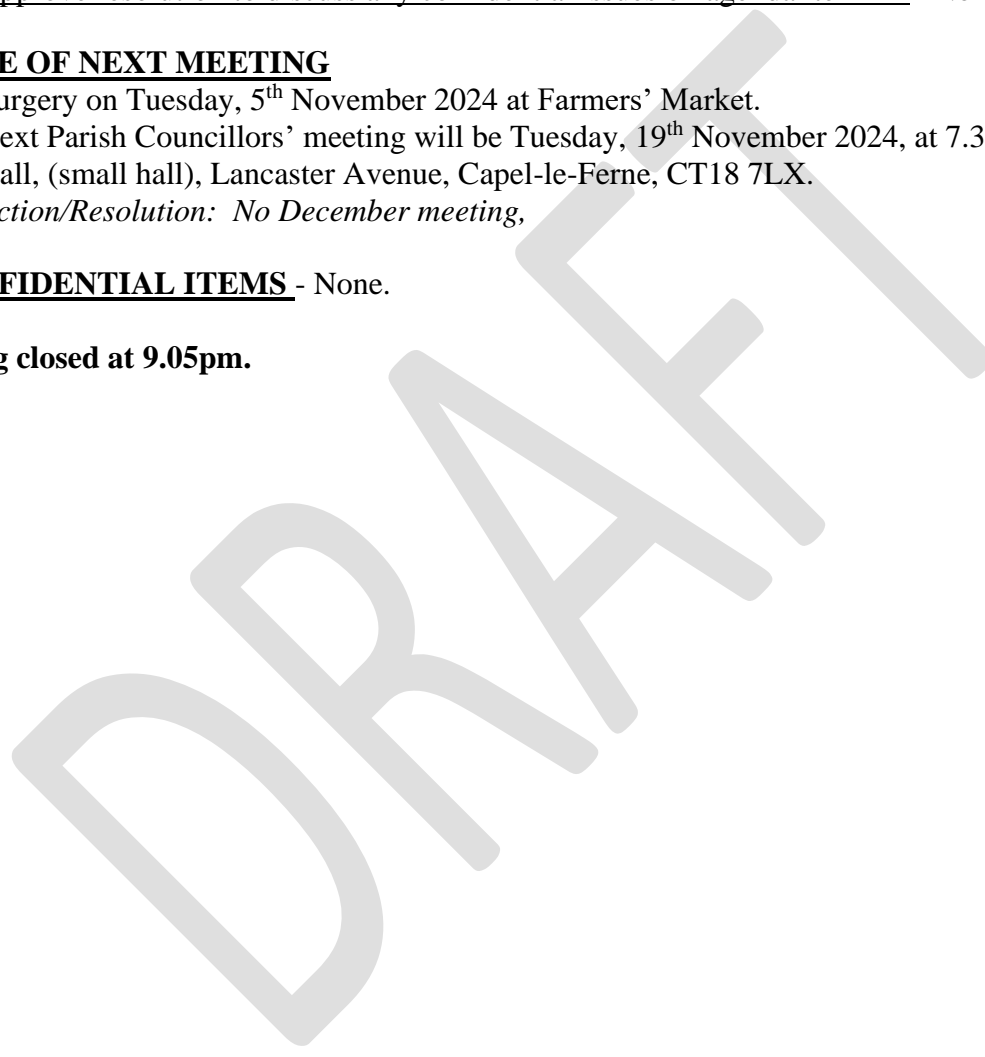 E OF NEXT MEETING
urgery on Tuesday, 5th November 2024 at Farmers’ Market.
ext Parish Councillors’ meeting will be Tuesday, 19th November 2024, at 7.3
all, (small hall), Lancaster Avenue, Capel-le-Ferne, CT18 7LX.
ction/Resolution: No December meeting,
FIDENTIAL ITEMS - None.
g closed at 9.05pm.
DRAFT